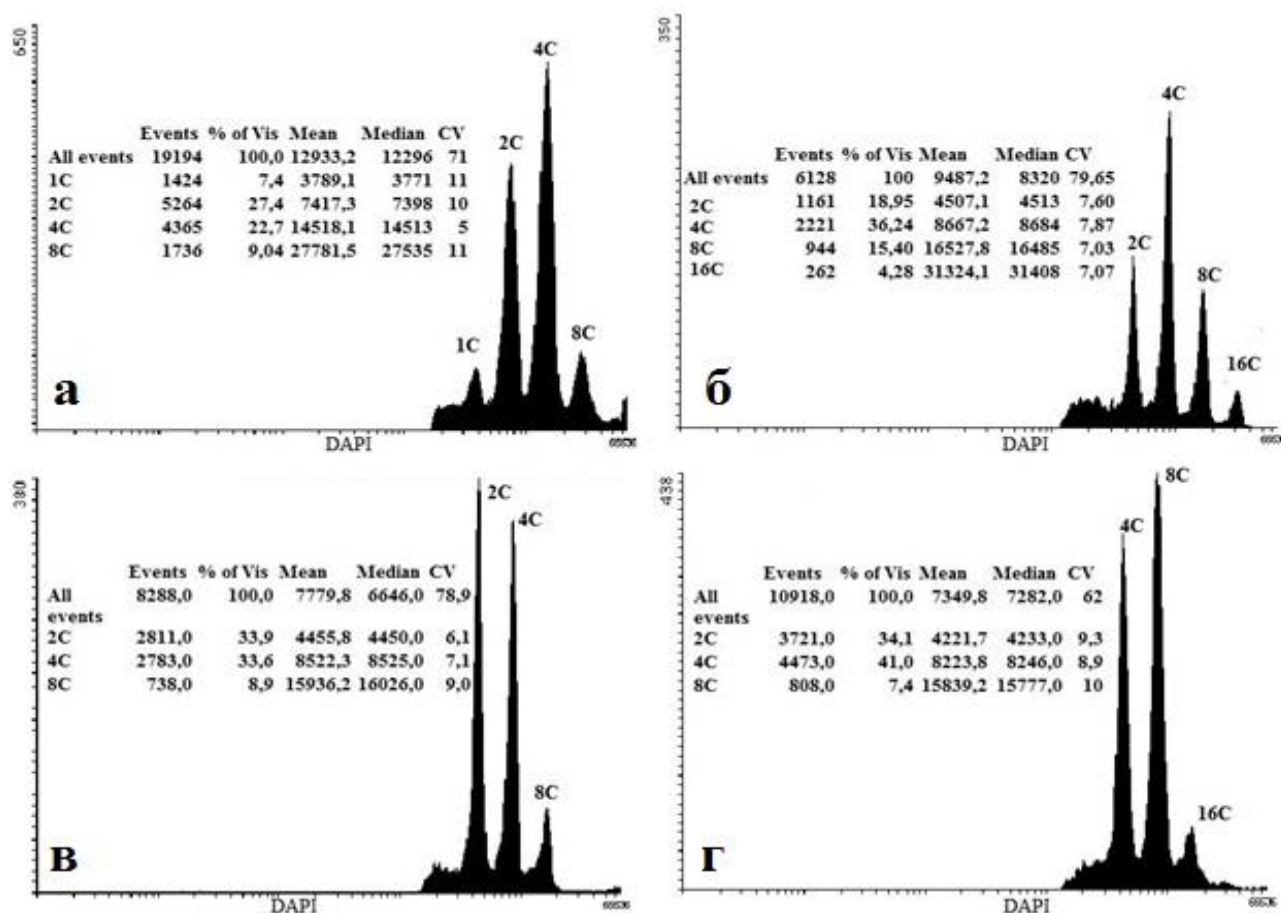 650
4C
2C
1C
8C
Events % of Vis Mean Median CV
All events 19194 100,0 12933,2 12296 71
1C 1424 7,4 3789,1 3771 11
2C 5264 27,4 7417,3 7398 10
4C 4365 22,7 14518,1 14513 5
8C 1736 9,04 27781,5 27535 11
а
DAPI
65536
350
4C
2C
8C
16C
Events % of Vis Mean Median CV
All events 6128 100 9487,2 8320 79,65
2C 1161 18,95 4507,1 4513 7,60
4C 2221 36,24 8667,2 8684 7,87
8C 944 15,40 16527,8 16485 7,03
16C 262 4,28 31324,1 31408 7,07
б
DAPI
380
2C
4C
8C
Events % of Vis Mean Median CV
All 8288,0 100,0 7779,8 6646,0 78,9
events
2C 2811,0 33,9 4455,8 4450,0 6,1
4C 2783,0 33,6 8522,3 8525,0 7,1
8C 738,0 8,9 15936,2 16026,0 9,0
в
DAPI
65536
438
8C
4C
16C
Events % of Vis Mean Median CV
All 10918,0 100,0 7349,8 7282,0 62
events
2C 3721,0 34,1 4221,7 4233,0 9,3
4C 4473,0 41,0 8223,8 8246,0 8,9
8C 808,0 7,4 15839,2 15777,0 10
г
DAPI
65536